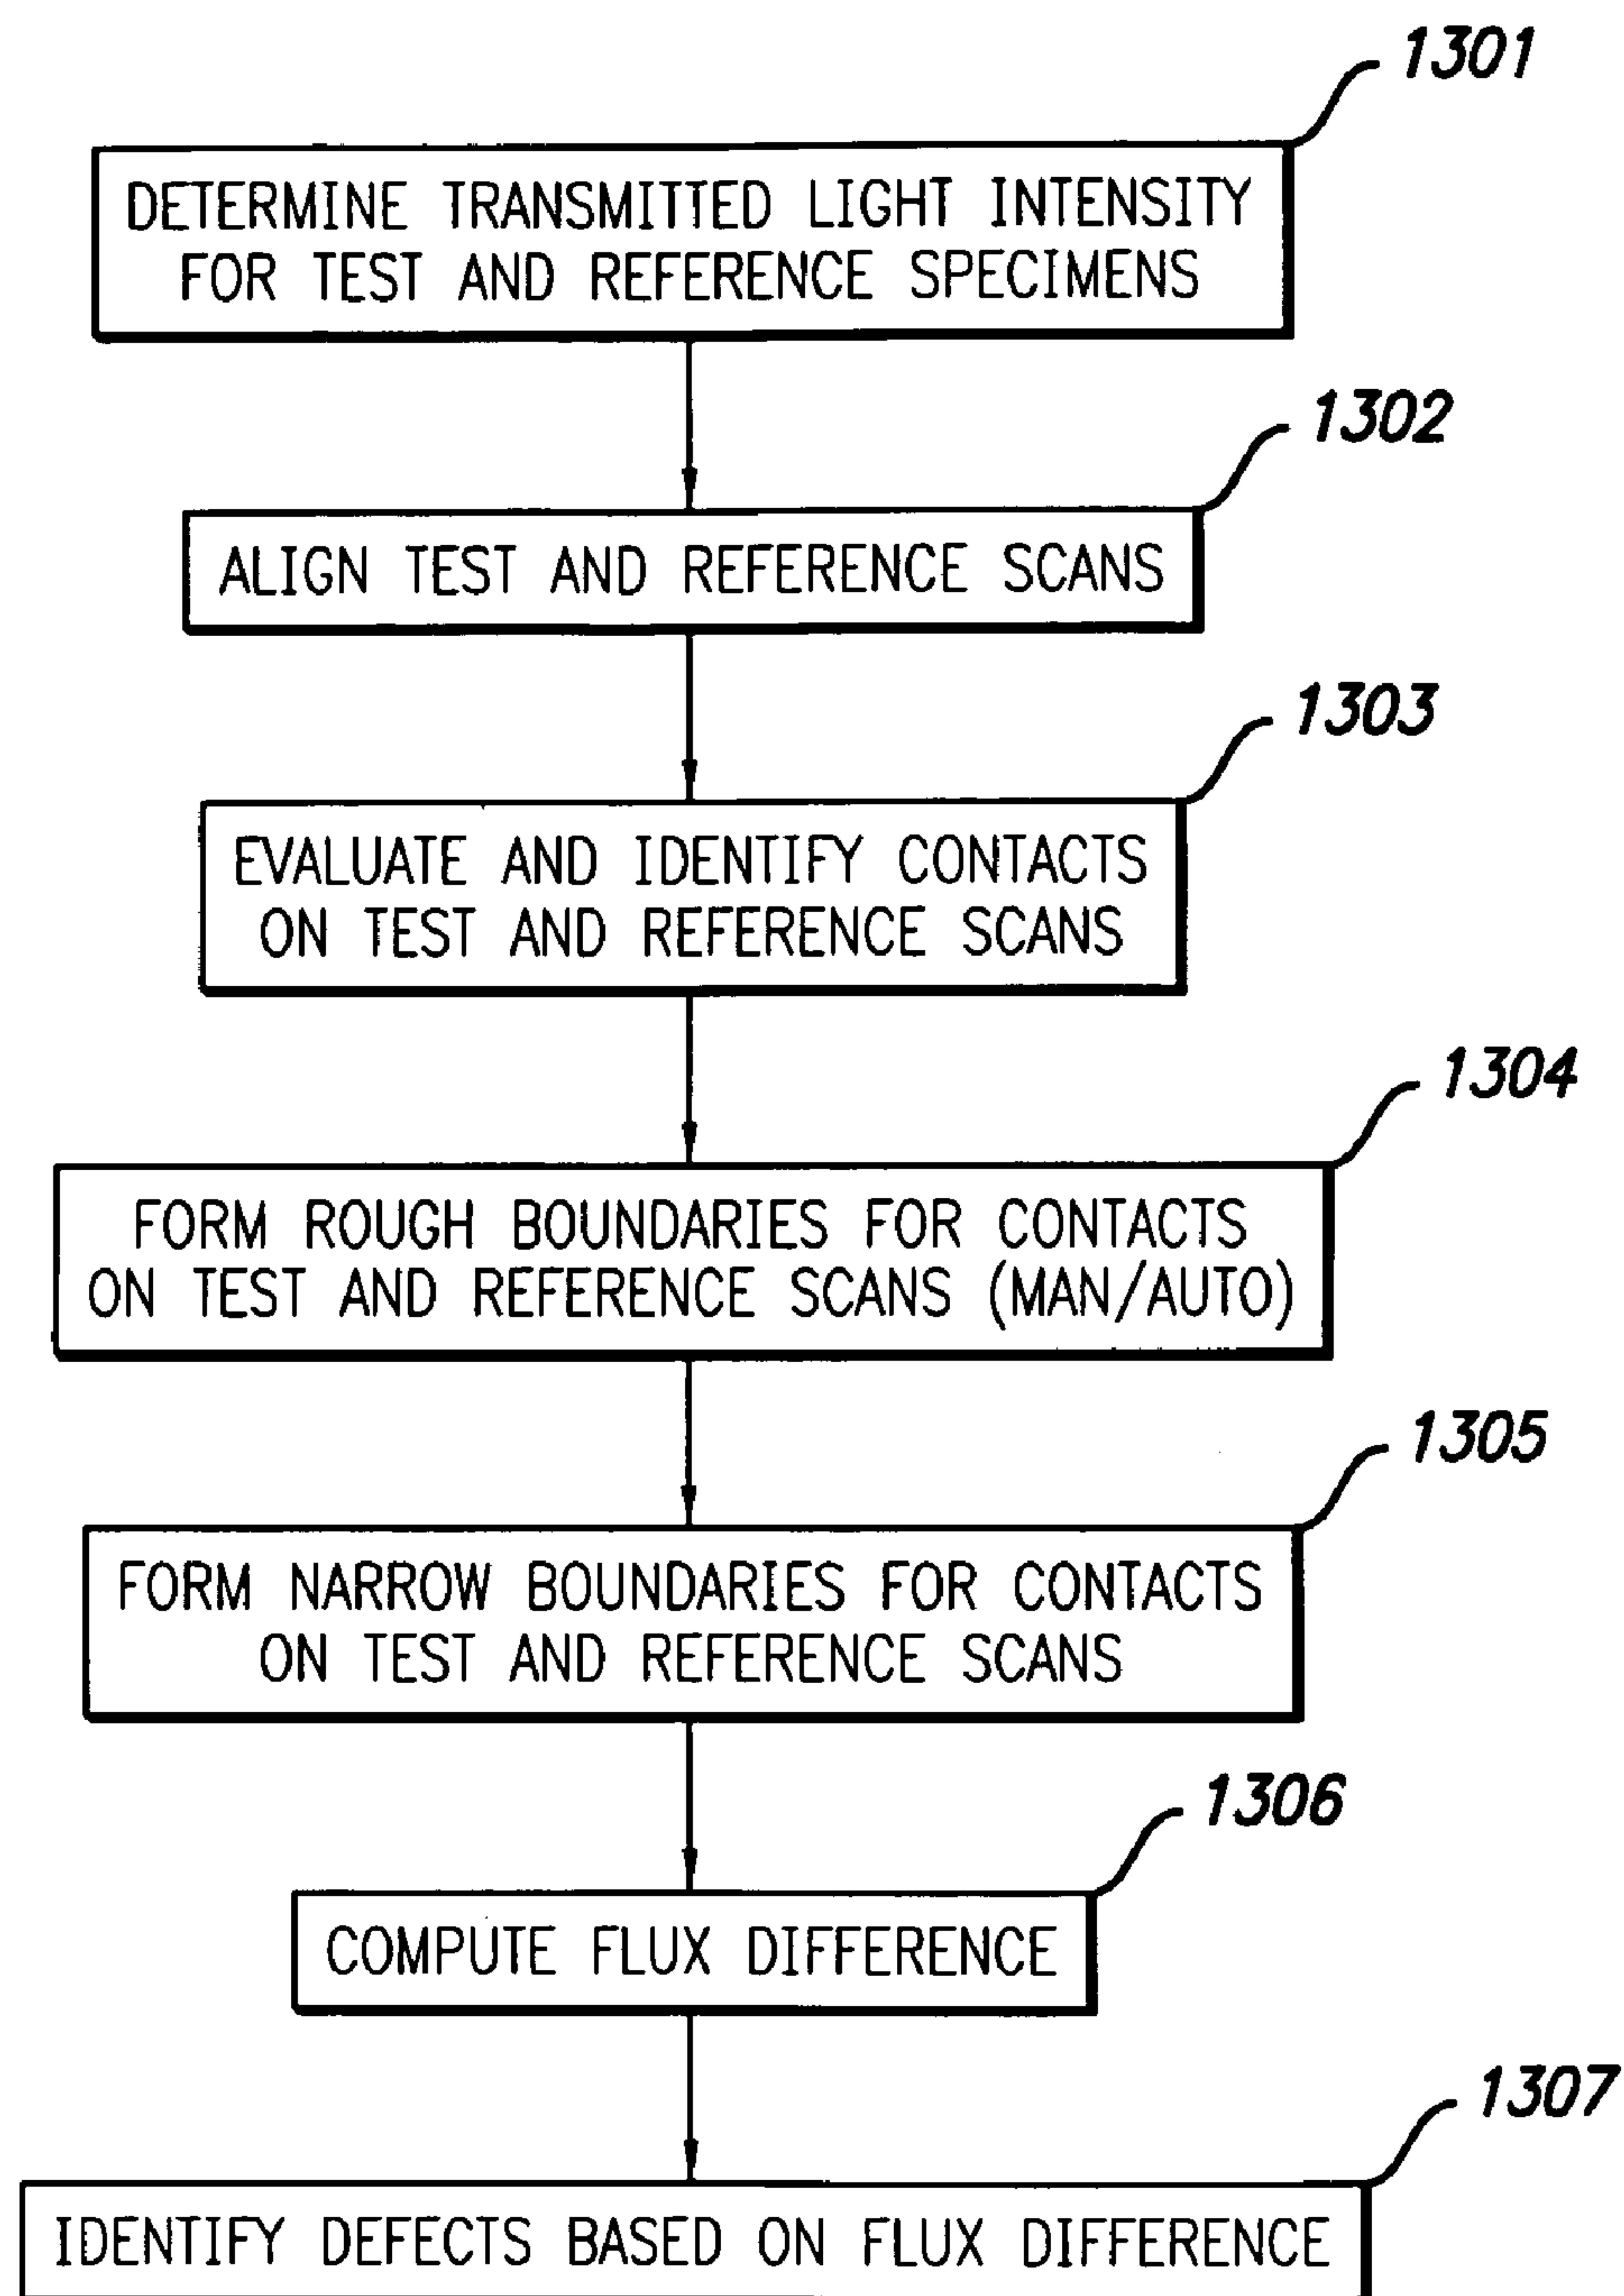 1301
DETERMINE TRANSMITTED LIGHT INTENSITY
FOR TEST AND REFERENCE SPECIMENS
1302
ALIGN TEST AND REFERENCE SCANS
1303
EVALUATE AND IDENTIFY CONTACTS
ON TEST AND REFERENCE SCANS
1304
FORM ROUGH BOUNDARIES FOR CONTACTS
ON TEST AND REFERENCE SCANS (MAN/AUTO)
1305
FORM NARROW BOUNDARIES FOR CONTACTS
ON TEST AND REFERENCE SCANS
1306
COMPUTE FLUX DIFFERENCE
1307
IDENTIFY DEFECTS BASED ON FLUX DIFFERENCE